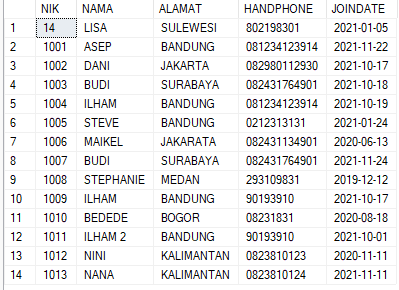 NIK NAMA ALAMAT HANDPHONE JOINDATE
1 14 LISA SULEWESI 802198301 2021-01-05
2 1001 ASEP BANDUNG 081234123914 2021-11-22
3 1002 DANI JAKARTA 082980112930 2021-10-17
4 1003 BUDI SURABAYA 082431764901 2021-10-18
5 1004 ILHAM BANDUNG 081234123914 2021-10-19
6 1005 STEVE BANDUNG 0212313131 2021-01-24
7 1006 MAIKEL JAKARATA 082431134901 2020-06-13
8 1007 BUDI SURABAYA 082431764901 2021-11-24
9 1008 STEPHANIE MEDAN 293109831 2019-12-12
10 1009 ILHAM BANDUNG 90193910 2021-10-17
11 1010 BEDEDE BOGOR 08231831 2020-08-18
12 1011 ILHAM 2 BANDUNG 90193910 2021-10-01
13 1012 NINI KALIMANTAN 0823810123 2020-11-11
14 1013 NANA KALIMANTAN 0823810124 2021-11-11